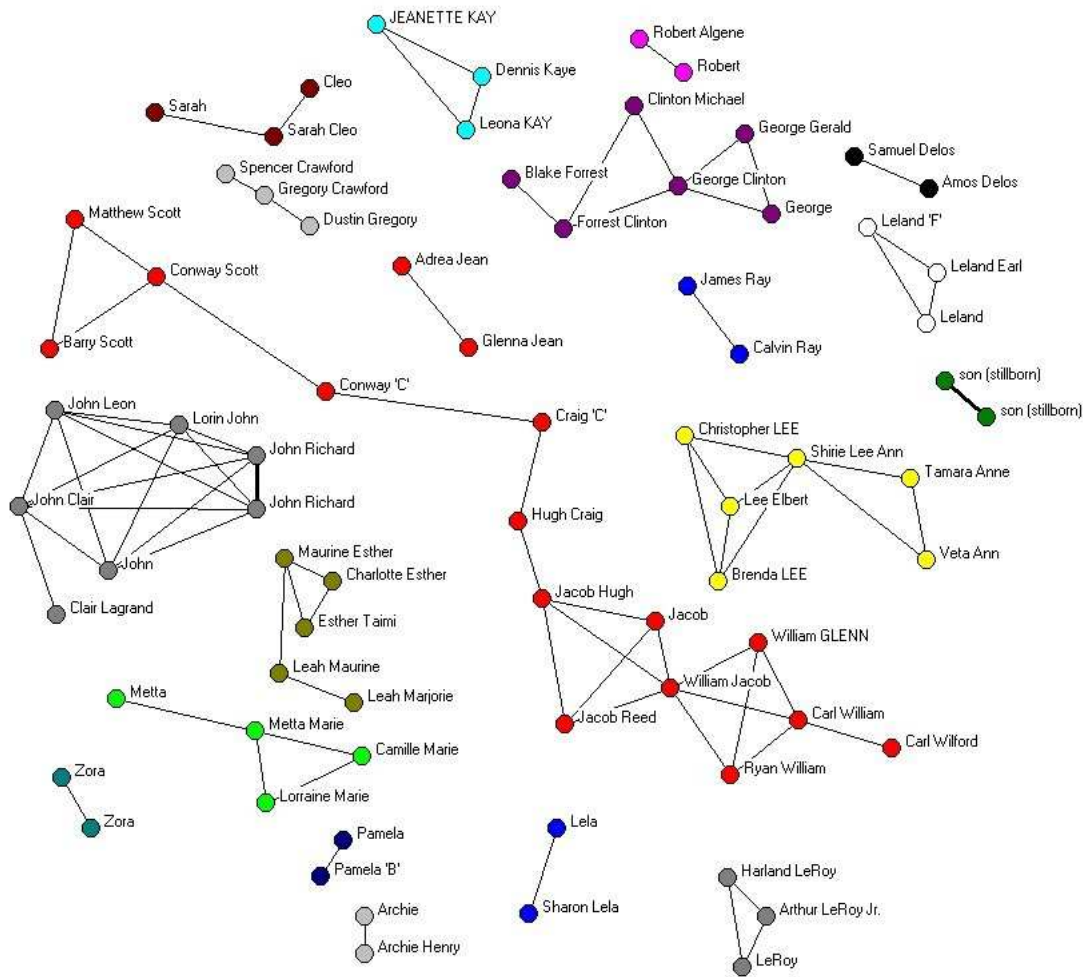 JEANETTE KAY
Robert Algene
Robert
Dennis Kaye
Cleo
Clinton Michael
Sarah
Leona KAY
George Gerald
Sarah Cleo
Samuel Delos
Spencer Crawford
Blake Forrest
George Clinton
Amos Delos
Gregory Crawford
George
Matthew Scott
Dustin Gregory
Forrest Clinton
Leland 'F'
Adrea Jean
Conway Scott
Leland Earl
James Ray
Leland
Barry Scott
Glenna Jean
Calvin Ray
son (stillborn)
Conway 'C'
John Leon
Craig 'C'
son (stillborn)
Lorin John
Christopher LEE
John Richard
Shirie Lee Ann
Tamara Anne
John Clair
John Richard
Lee Elbert
Hugh Craig
Maurine Esther
Veta Ann
John
Charlotte Esther
Brenda LEE
Jacob Hugh
Clair Lagrand
Esther Taimi
Jacob
William GLENN
Leah Maurine
William Jacob
Metta
Leah Marjorie
Carl William
Metta Marie
Jacob Reed
Carl Wilford
Camille Marie
Ryan William
Zora
Lorraine Marie
Zora
Pamela
Lela
Pamela 'B'
Harland LeRoy
Archie
Sharon Lela
Arthur LeRoy Jr.
Archie Henry
LeRoy